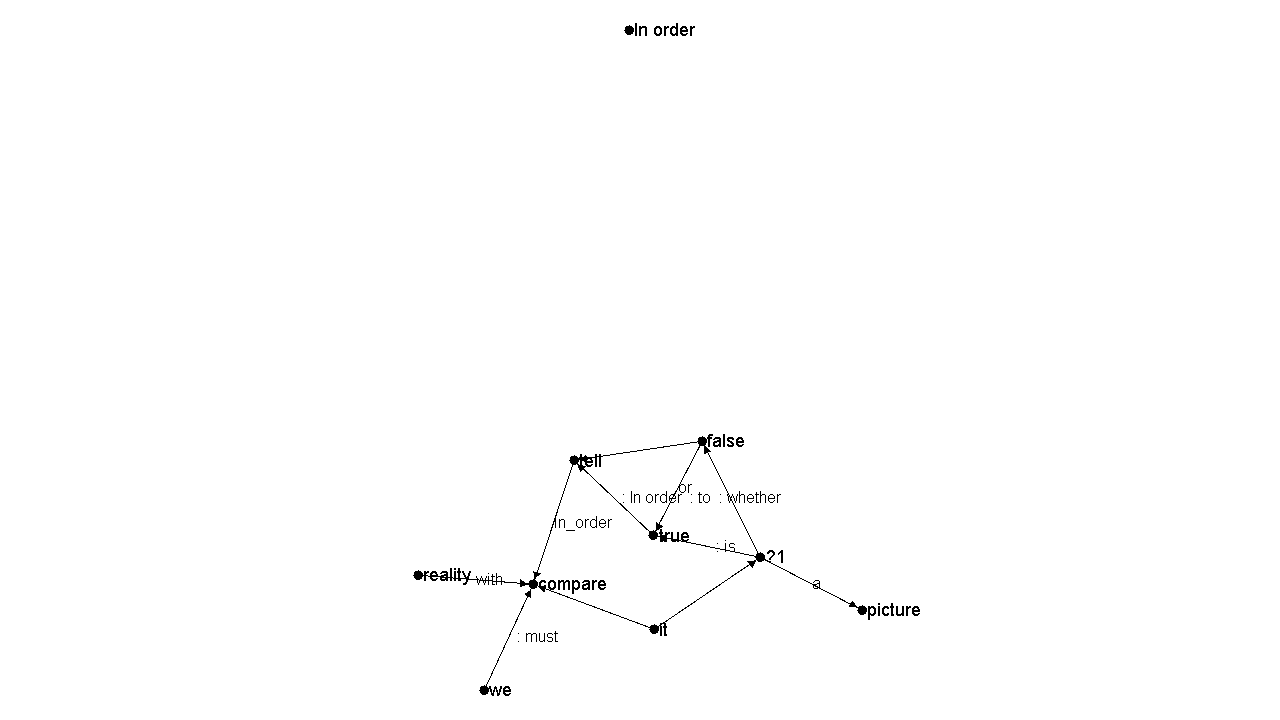 In order
false
tell
or
: In order : to : whether
In_order
true
: is
?1
reality
with
compare
a
picture
it
: must
we